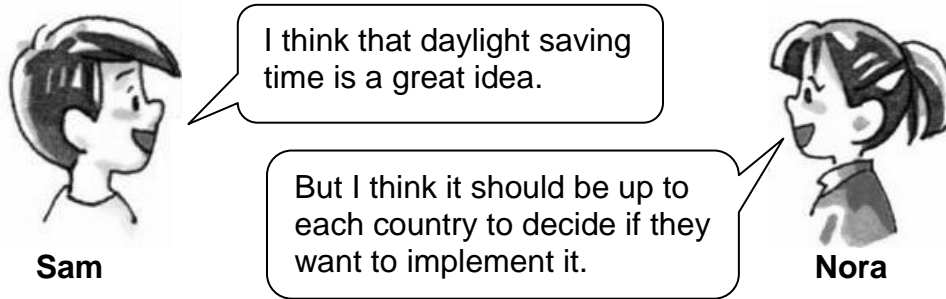 I think that daylight saving
time is a great idea.
But I think it should be up to
each country to decide if they
want to implement it.
Sam
Nora